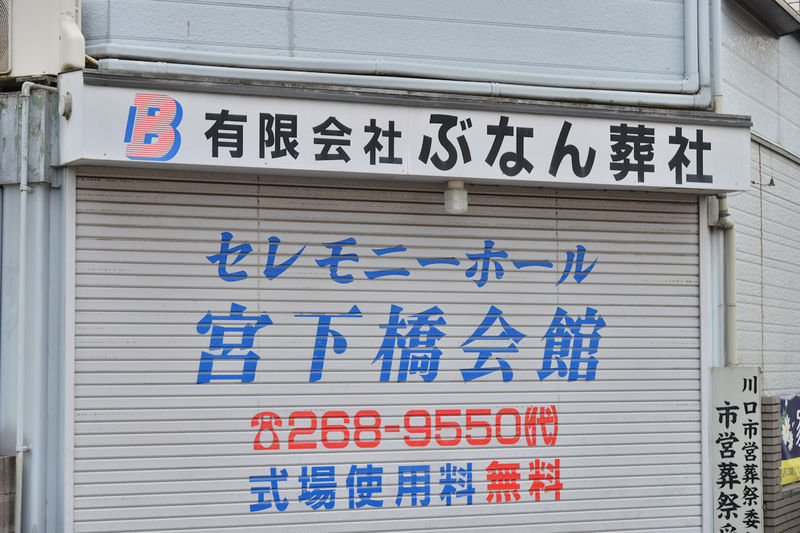 B 有限会社 ぶなん葬社
セレモニーホール
宮下橋会館
☎268-9550㈹
式場使用料無料
川口市営葬祭委
市営葬祭受